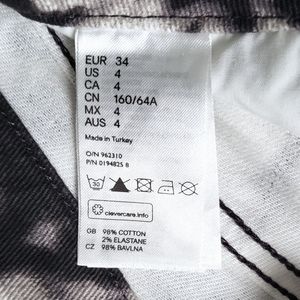 EUR 34
US 4
CA 4
CN 160/64A
MX 4
AUS 4
Made in Turkey
O/N 962310
P/N 0194825 8
30
clevercare.info
GB 98% COTTON
2% ELASTANE
CZ 98% BAVLNA